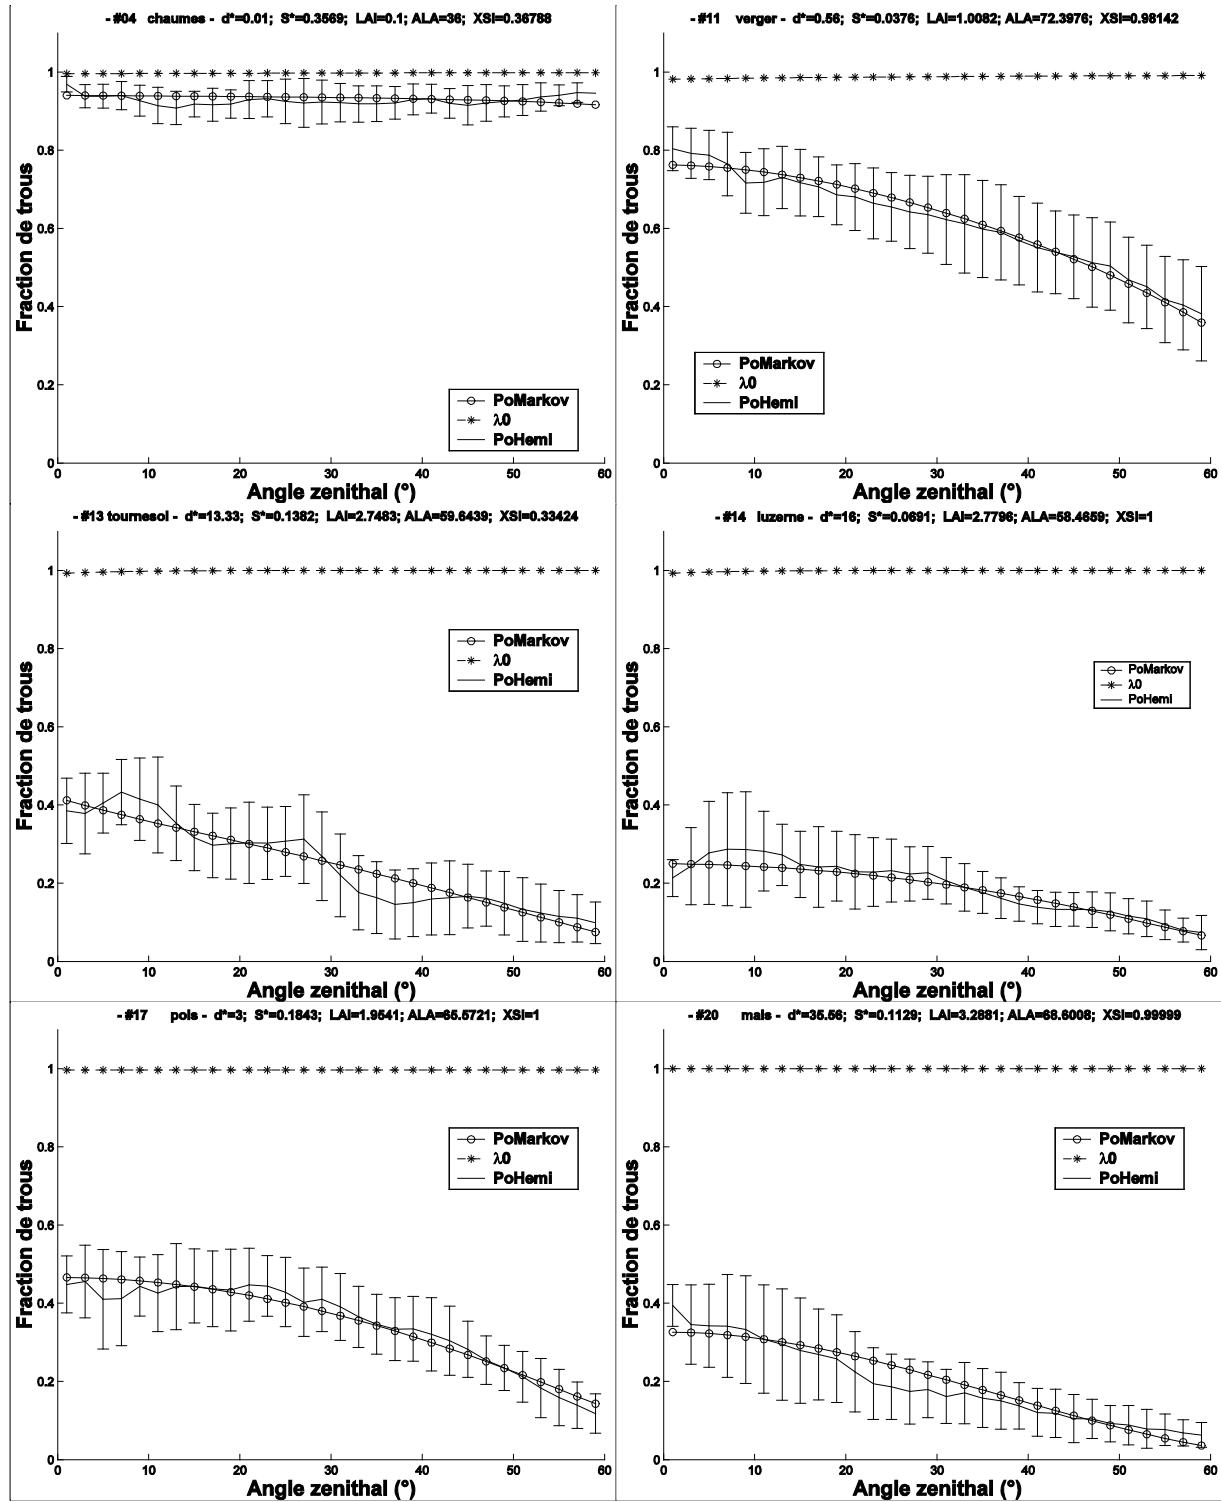 - #04 chaumes - d*=0.01; S*=0.3569; LAI=0.1; ALA=36; XSI=0.36788
1
0.8
0.6
0.4
0.2
0
Fraction de trous
PoMarkov
λ0
PoHemi
0 10 20 30 40 50 60
Angle zenithal (°)
- #11 verger - d*=0.56; S*=0.0376; LAI=1.0082; ALA=72.3976; XSI=0.98142
1
0.8
0.6
0.4
0.2
0
Fraction de trous
PoMarkov
λ0
PoHemi
0 10 20 30 40 50 60
Angle zenithal (°)
- #13 tournesol - d*=13.33; S*=0.1382; LAI=2.7483; ALA=59.6439; XSI=0.33424
1
0.8
0.6
0.4
0.2
0
Fraction de trous
PoMarkov
λ0
PoHemi
0 10 20 30 40 50 60
Angle zenithal (°)
- #14 luzerne - d*=16; S*=0.0691; LAI=2.7796; ALA=58.4659; XSI=1
1
0.8
0.6
0.4
0.2
0
Fraction de trous
PoMarkov
λ0
PoHemi
0 10 20 30 40 50 60
Angle zenithal (°)
- #17 pois - d*=3; S*=0.1843; LAI=1.9541; ALA=65.5721; XSI=1
1
0.8
0.6
0.4
0.2
0
Fraction de trous
PoMarkov
λ0
PoHemi
0 10 20 30 40 50 60
Angle zenithal (°)
- #20 mais - d*=35.56; S*=0.1129; LAI=3.2881; ALA=68.6008; XSI=0.99999
1
0.8
0.6
0.4
0.2
0
Fraction de trous
PoMarkov
λ0
PoHemi
0 10 20 30 40 50 60
Angle zenithal (°)